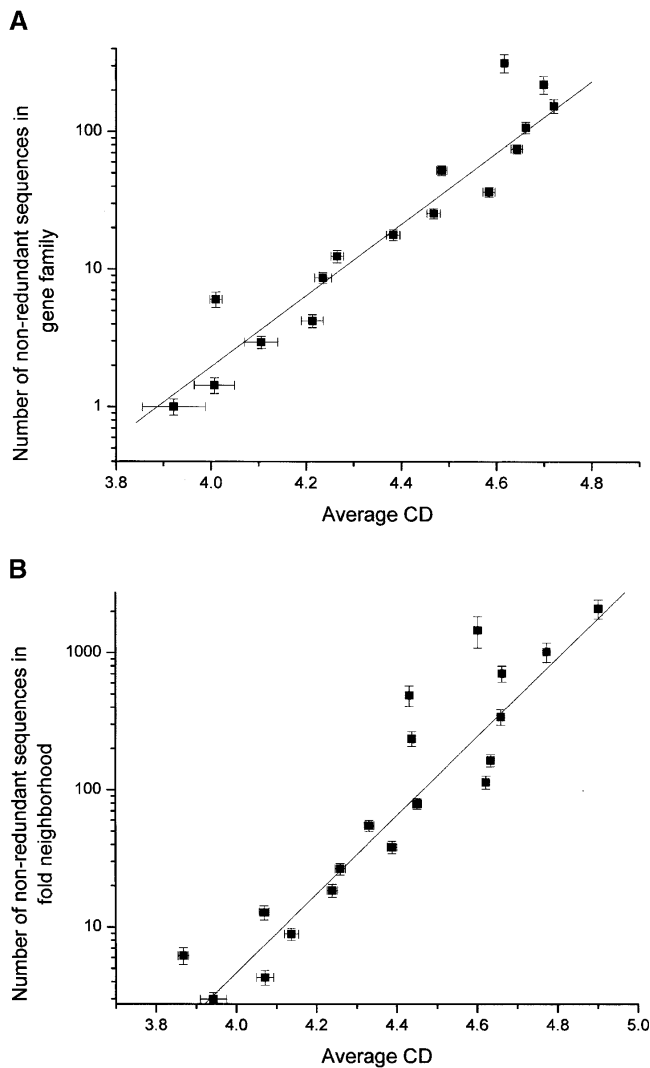 A
Number of non-redundant sequences in
gene family
100
10
1
3.8 4.0 4.2 4.4 4.6 4.8
Average CD
B
Number of non-redundant sequences in
fold neighborhood
1000
100
10
3.8 4.0 4.2 4.4 4.6 4.8 5.0
Average CD